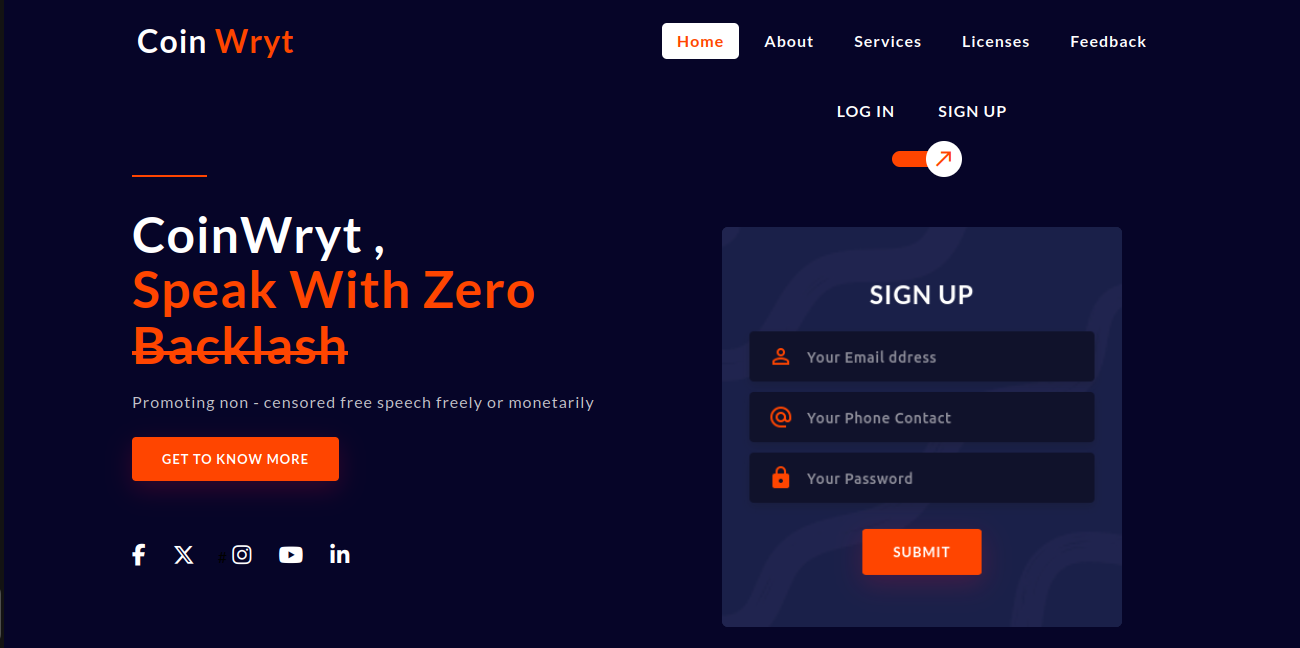 Coin Wryt
Home About Services Licenses Feedback
LOG IN SIGN UP
CoinWryt ,
Speak With Zero
Backlash
Promoting non - censored free speech freely or monetarily
GET TO KNOW MORE
SIGN UP
Your Email ddress
Your Phone Contact
Your Password
SUBMIT